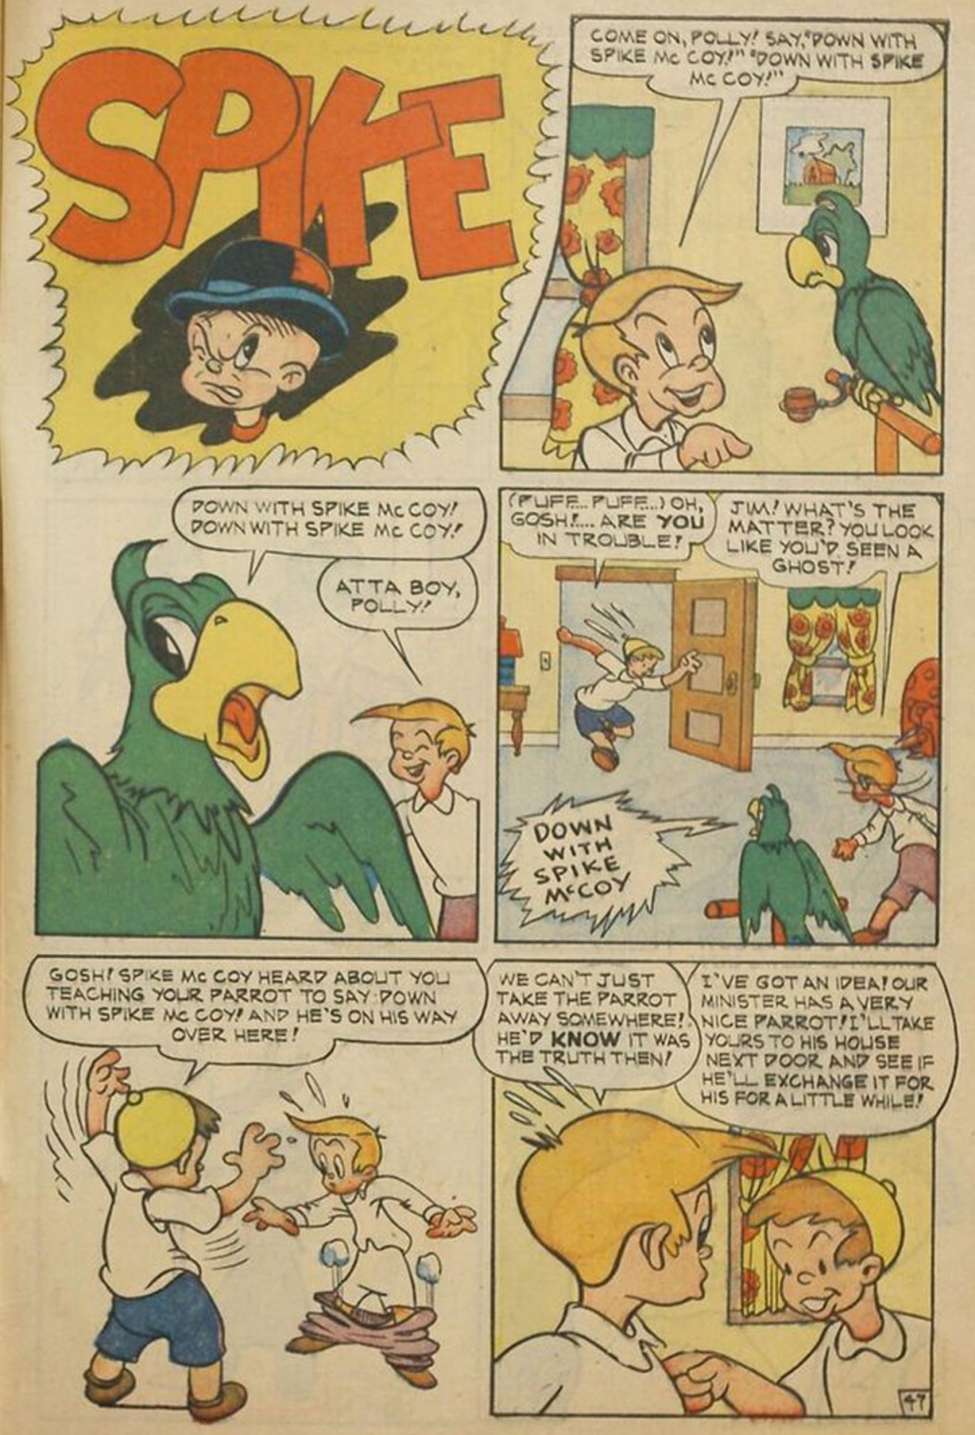 SPIKE
COME ON, POLLY! SAY, "DOWN WITH
SPIKE Mc COY!" "DOWN WITH SPIKE
Mc COY!"
DOWN WITH SPIKE Mc COY!
DOWN WITH SPIKE Mc COY!
ATTA BOY,
POLLY!
(PUFF... PUFF...) OH,
GOSH!... ARE YOU
IN TROUBLE!
JIM! WHAT'S THE
MATTER? YOU LOOK
LIKE YOU'D SEEN A
GHOST!
DOWN
WITH
SPIKE
McCOY
GOSH! SPIKE Mc COY HEARD ABOUT YOU
TEACHING YOUR PARROT TO SAY DOWN
WITH SPIKE Mc COY! AND HE'S ON HIS WAY
OVER HERE!
WE CAN'T JUST
TAKE THE PARROT
AWAY SOMEWHERE!
HE'D KNOW IT WAS
THE TRUTH THEN!
I'VE GOT AN IDEA! OUR
MINISTER HAS A VERY
NICE PARROT! I'LL TAKE
YOURS TO HIS HOUSE
NEXT DOOR AND SEE IF
HE'LL EXCHANGE IT FOR
HIS FOR A LITTLE WHILE!
47